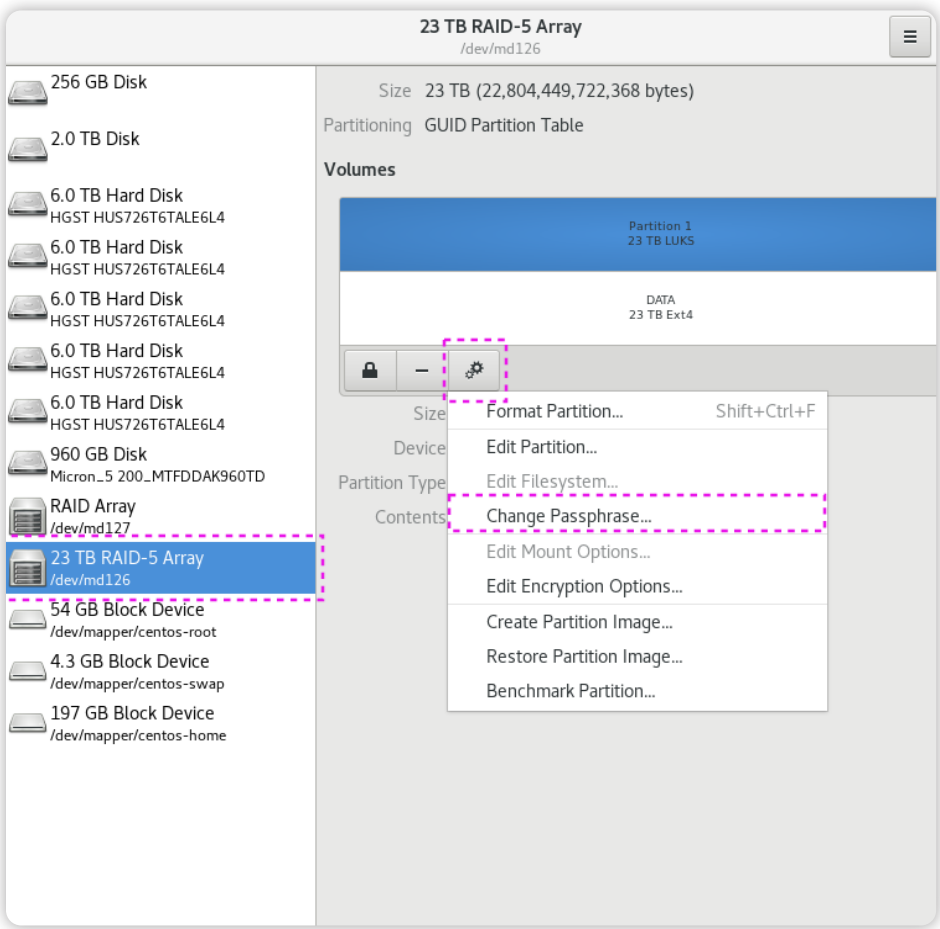 23 TB RAID-5 Array
/dev/md126
256 GB Disk
2.0 TB Disk
6.0 TB Hard Disk
HGST HUS726T6TALE6L4
6.0 TB Hard Disk
HGST HUS726T6TALE6L4
6.0 TB Hard Disk
HGST HUS726T6TALE6L4
6.0 TB Hard Disk
HGST HUS726T6TALE6L4
6.0 TB Hard Disk
HGST HUS726T6TALE6L4
960 GB Disk
Micron_5 200_MTFDDAK960TD
RAID Array
/dev/md127
23 TB RAID-5 Array
/dev/md126
54 GB Block Device
/dev/mapper/centos-root
4.3 GB Block Device
/dev/mapper/centos-swap
197 GB Block Device
/dev/mapper/centos-home
Size 23 TB (22,804,449,722,368 bytes)
Partitioning GUID Partition Table
Volumes
Partition 1
23 TB LUKS
DATA
23 TB Ext4
Size
Device
Partition Type
Contents
Format Partition... Shift+Ctrl+F
Edit Partition...
Edit Filesystem...
Change Passphrase...
Edit Mount Options...
Edit Encryption Options...
Create Partition Image...
Restore Partition Image...
Benchmark Partition...